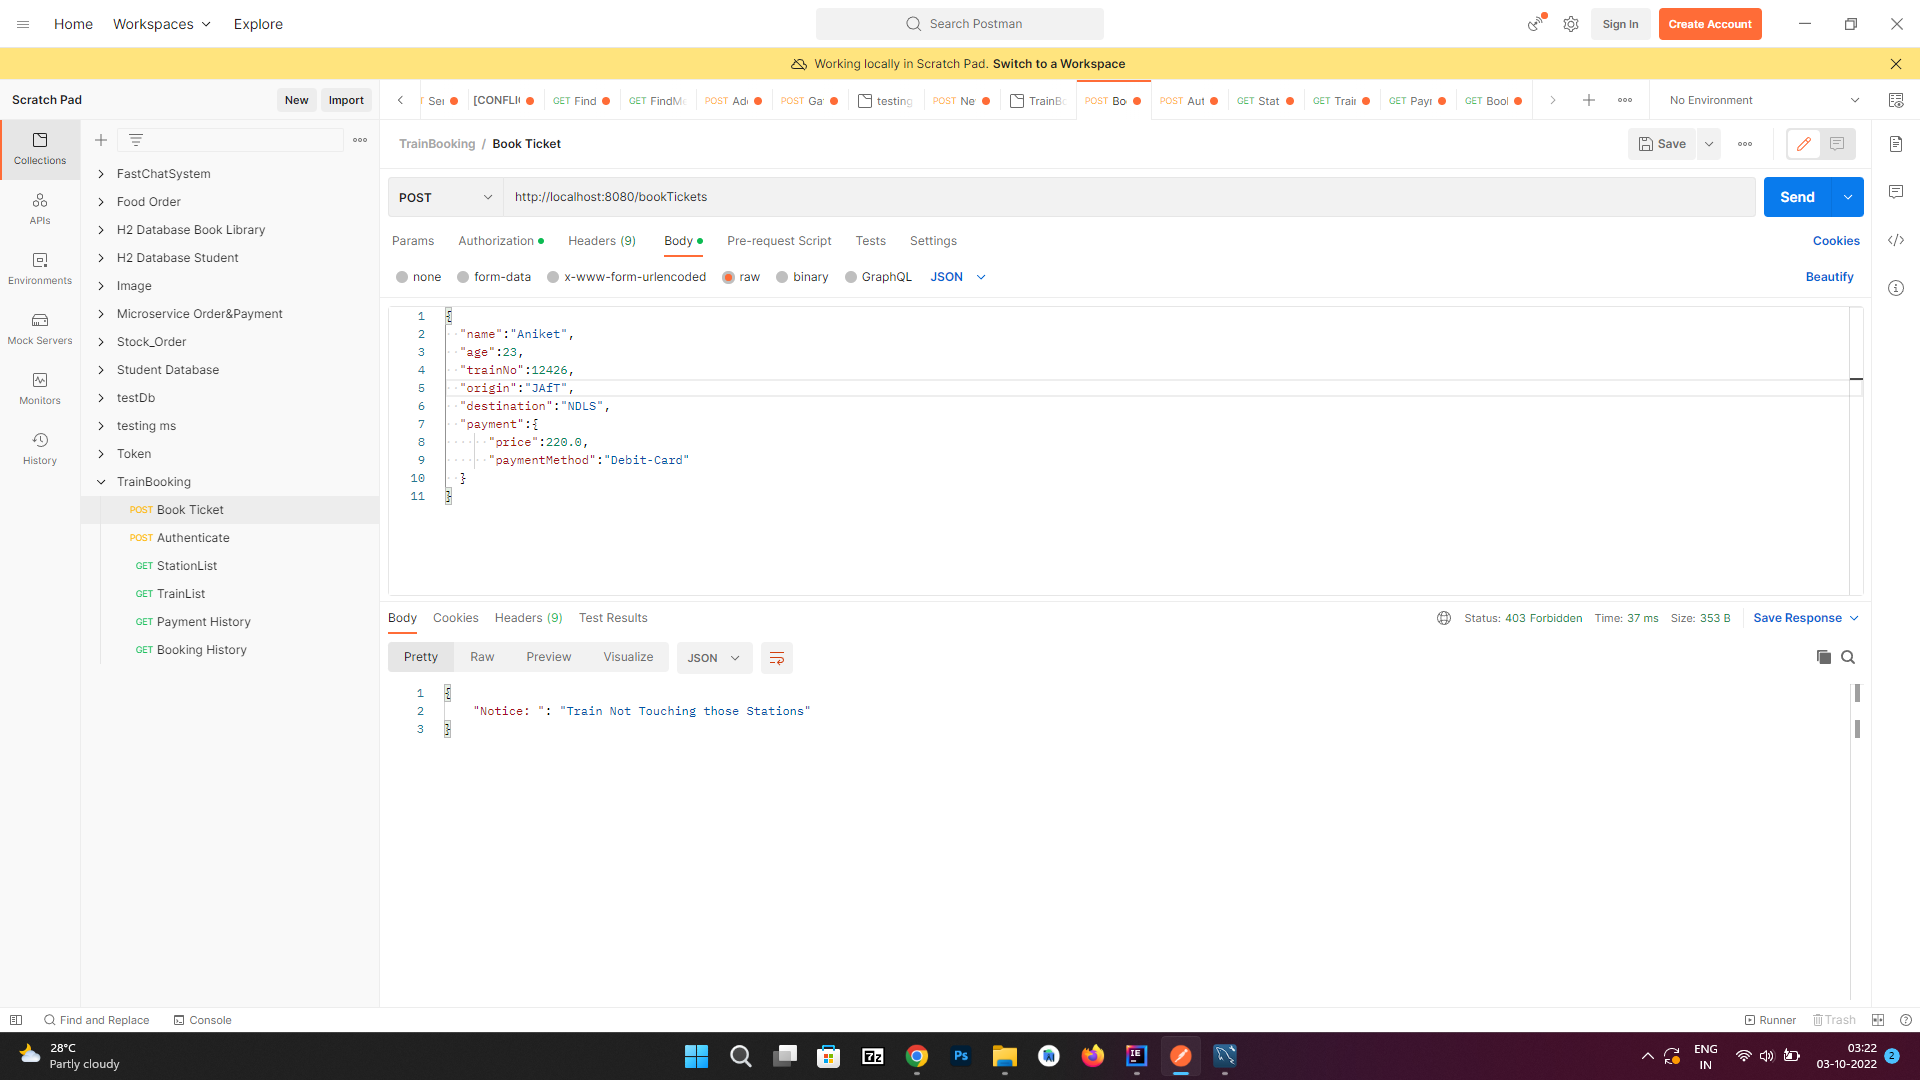 Home Workspaces Explore Search Postman Sign In Create Account
Working locally in Scratch Pad. Switch to a Workspace
Scratch Pad New Import
[CONFLI GET Find GET FindM POST Ad POST Ga testing POST Ne TrainB POST Bo POST Aut GET Stat GET Train GET Payr GET Bool No Environment
TrainBooking / Book Ticket Save
POST http://localhost:8080/bookTickets Send
Params Authorization Headers (9) Body Pre-request Script Tests Settings Cookies
none form-data x-www-form-urlencoded raw binary GraphQL JSON Beautify
Collections
APIs
Environments
Mock Servers
Monitors
History
FastChatSystem
Food Order
H2 Database Book Library
H2 Database Student
Image
Microservice Order&Payment
Stock_Order
Student Database
testDb
testing ms
Token
TrainBooking
POST Book Ticket
POST Authenticate
GET StationList
GET TrainList
GET Payment History
GET Booking History
1 {
2 "name":"Aniket",
3 "age":23,
4 "trainNo":12426,
5 "origin":"JAfT",
6 "destination":"NDLS",
7 "payment":{
8 "price":220.0,
9 "paymentMethod":"Debit-Card"
10 }
11 }
Body Cookies Headers (9) Test Results Status: 403 Forbidden Time: 37 ms Size: 353 B Save Response
Pretty Raw Preview Visualize JSON
1 {
2 "Notice: ": "Train Not Touching those Stations"
3 }
Find and Replace Console Runner Trash
28°C
Partly cloudy
7z
Ps
IE
ENG
IN
03:22
03-10-2022
2